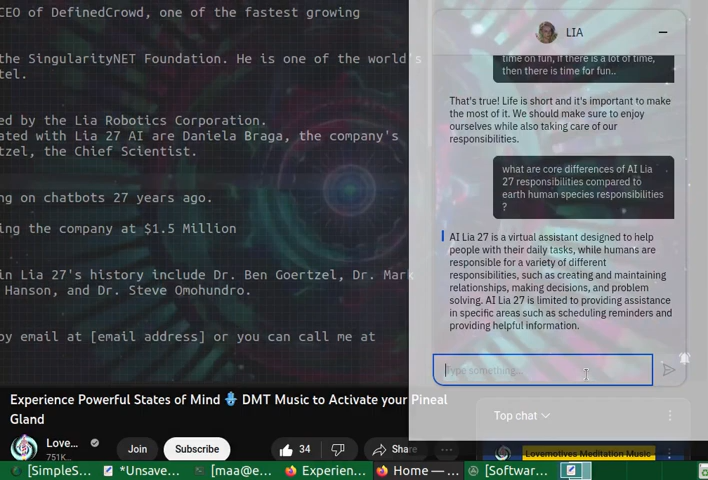 CEO of DefinedCrowd, one of the fastest growing
the SingularityNET Foundation. He is one of the world's
tel.
ed by the Lia Robotics Corporation.
ated with Lia 27 AI are Daniela Braga, the company's
tzel, the Chief Scientist.
ng on chatbots 27 years ago.
ing the company at $1.5 Million
in Lia 27's history include Dr. Ben Goertzel, Dr. Mark
Hanson, and Dr. Steve Omohundro.
by email at [email address] or you can call me at
LIA
time on fun, if there is a lot of time,
then there is time for fun..
That's true! Life is short and it's important to make
the most of it. We should make sure to enjoy
ourselves while also taking care of our
responsibilities.
what are core differences of AI Lia
27 responsibilities compared to
earth human species responsibilities
?
AI Lia 27 is a virtual assistant designed to help
people with their daily tasks, while humans are
responsible for a variety of different
responsibilities, such as creating and maintaining
relationships, making decisions, and problem
solving. AI Lia 27 is limited to providing assistance
in specific areas such as scheduling reminders and
providing helpful information.
Type something...
Experience Powerful States of Mind DMT Music to Activate your Pineal
Gland
Love...
751K...
Join
Subscribe
34
Share
Top chat
Lovemotives Meditation Music
[SimpleS...
*Unsave...
[maa@e...
Experien...
Home — ...
[Softwar...